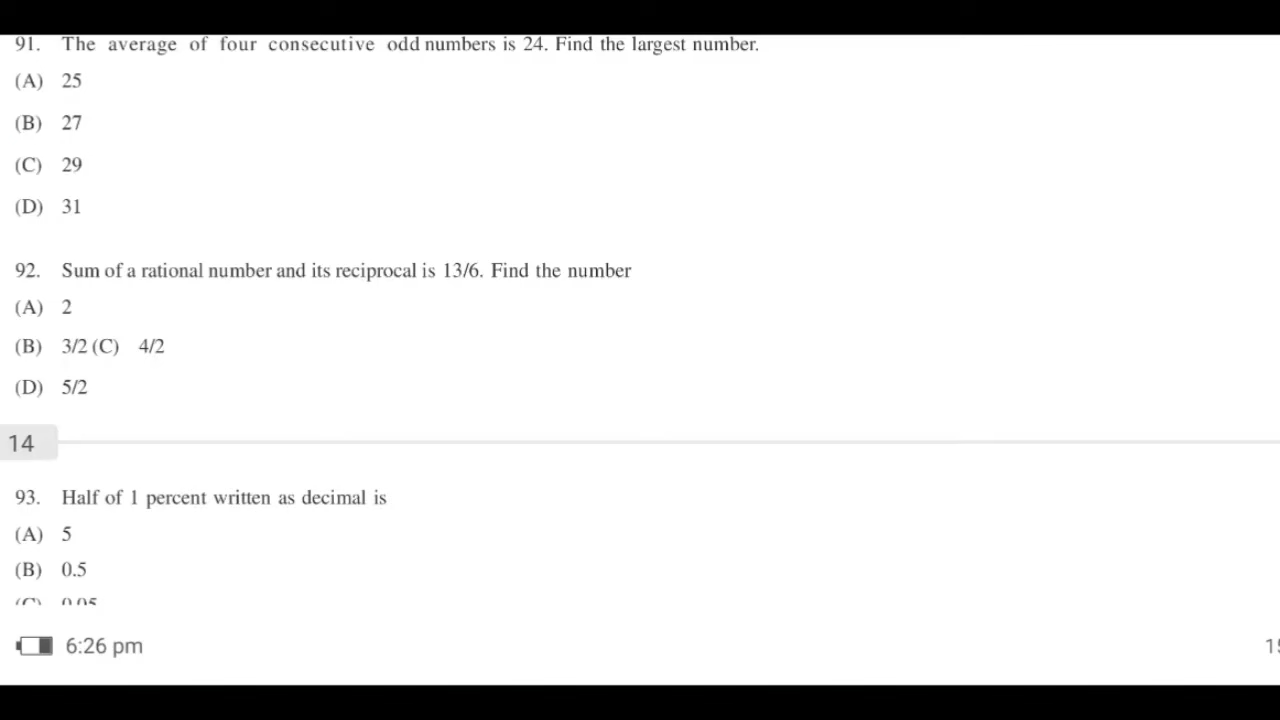 91. The average of four consecutive odd numbers is 24. Find the largest number.
(A) 25
(B) 27
(C) 29
(D) 31
92. Sum of a rational number and its reciprocal is 13/6. Find the number
(A) 2
(B) 3/2 (C) 4/2
(D) 5/2
14
93. Half of 1 percent written as decimal is
(A) 5
(B) 0.5
(C) 0.05
6:26 pm